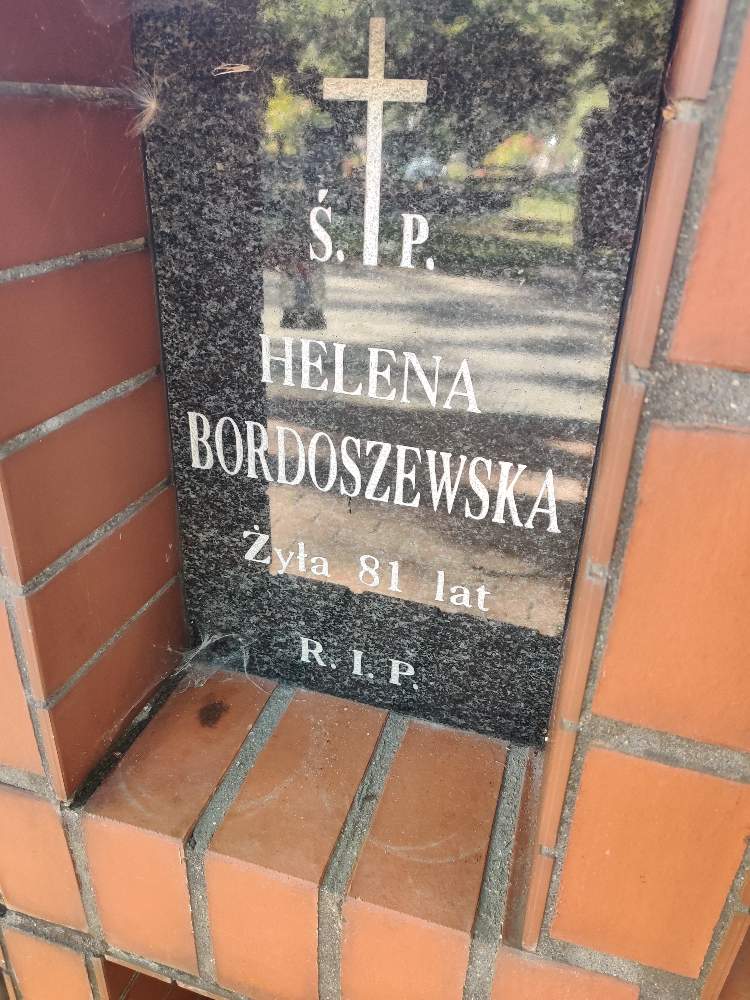 Ś. P.
HELENA
BORDOSZEWSKA
Żyła 81 lat
R. I. P.